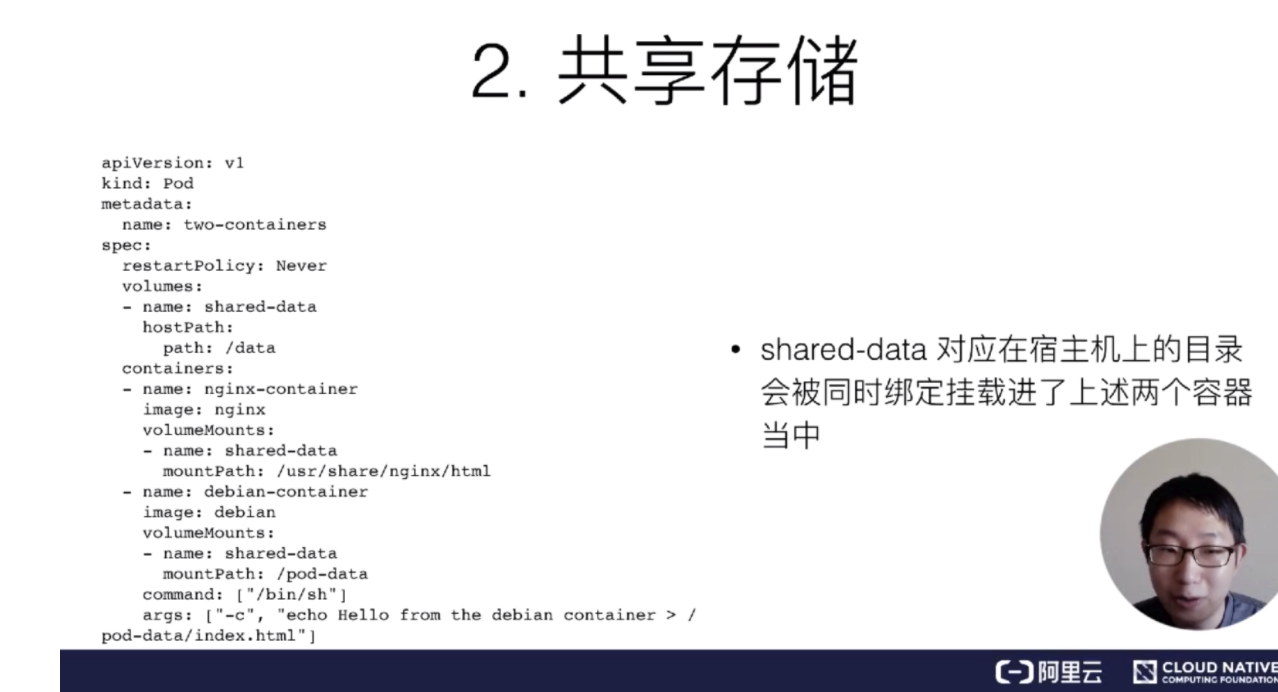 2. 共享存储
apiVersion: v1
kind: Pod
metadata:
  name: two-containers
spec:
  restartPolicy: Never
  volumes:
  - name: shared-data
    hostPath:
      path: /data
  containers:
  - name: nginx-container
    image: nginx
    volumeMounts:
    - name: shared-data
      mountPath: /usr/share/nginx/html
  - name: debian-container
    image: debian
    volumeMounts:
    - name: shared-data
      mountPath: /pod-data
    command: ["/bin/sh"]
    args: ["-c", "echo Hello from the debian container > /
pod-data/index.html"]
• shared-data 对应在宿主机上的目录
会被同时绑定挂载进了上述两个容器
当中
阿里云
CLOUD NATIVE
COMPUTING FOUNDATION